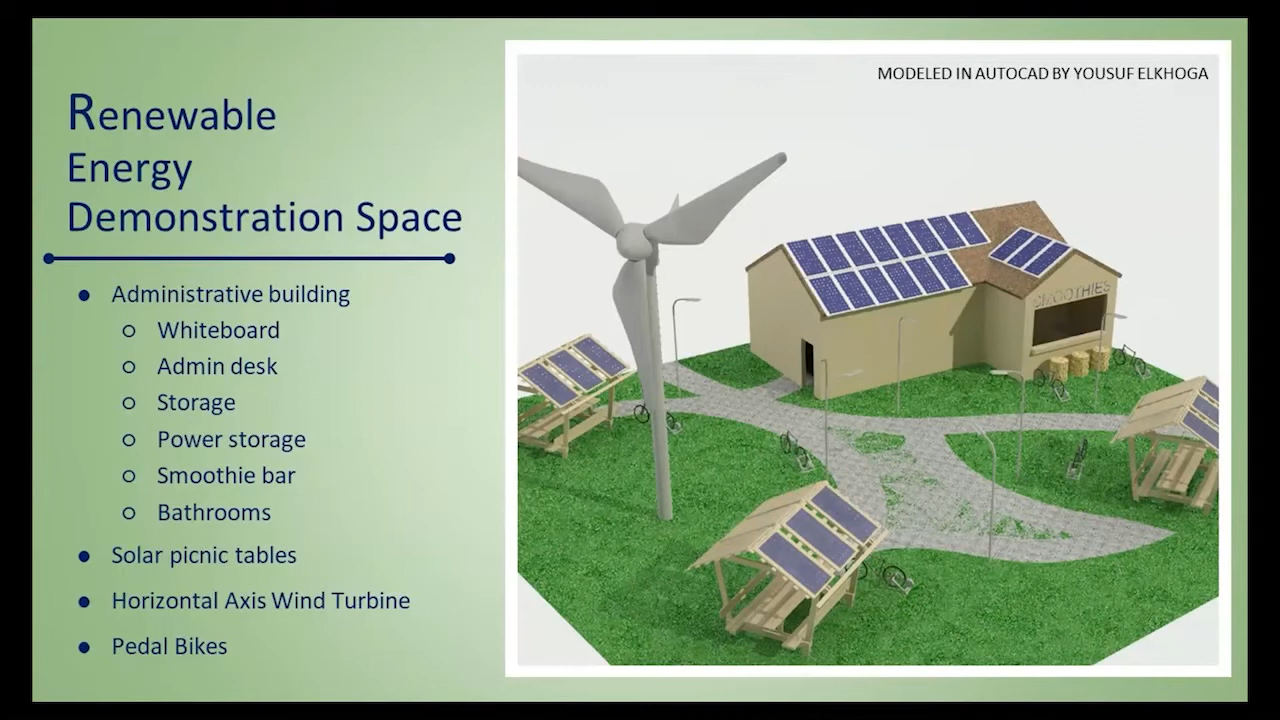 Renewable
Energy
Demonstration Space
● Administrative building
○ Whiteboard
○ Admin desk
○ Storage
○ Power storage
○ Smoothie bar
○ Bathrooms
● Solar picnic tables
● Horizontal Axis Wind Turbine
● Pedal Bikes
MODELED IN AUTOCAD BY YOUSUF ELKHOGA
SMOOTHIES